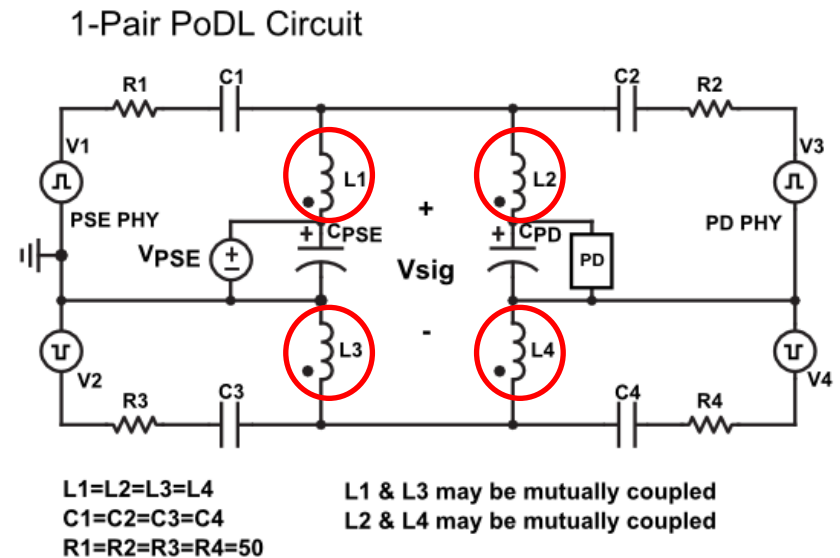 1-Pair PoDL Circuit
R1
C1
C2
R2
V1
V3
L1
L2
PSE PHY
+
PD PHY
+ CPSE
+ CPD
VPSE
+
−
Vsig
PD
-
L3
L4
V2
V4
R3
C3
C4
R4
L1=L2=L3=L4
L1 & L3 may be mutually coupled
C1=C2=C3=C4
L2 & L4 may be mutually coupled
R1=R2=R3=R4=50